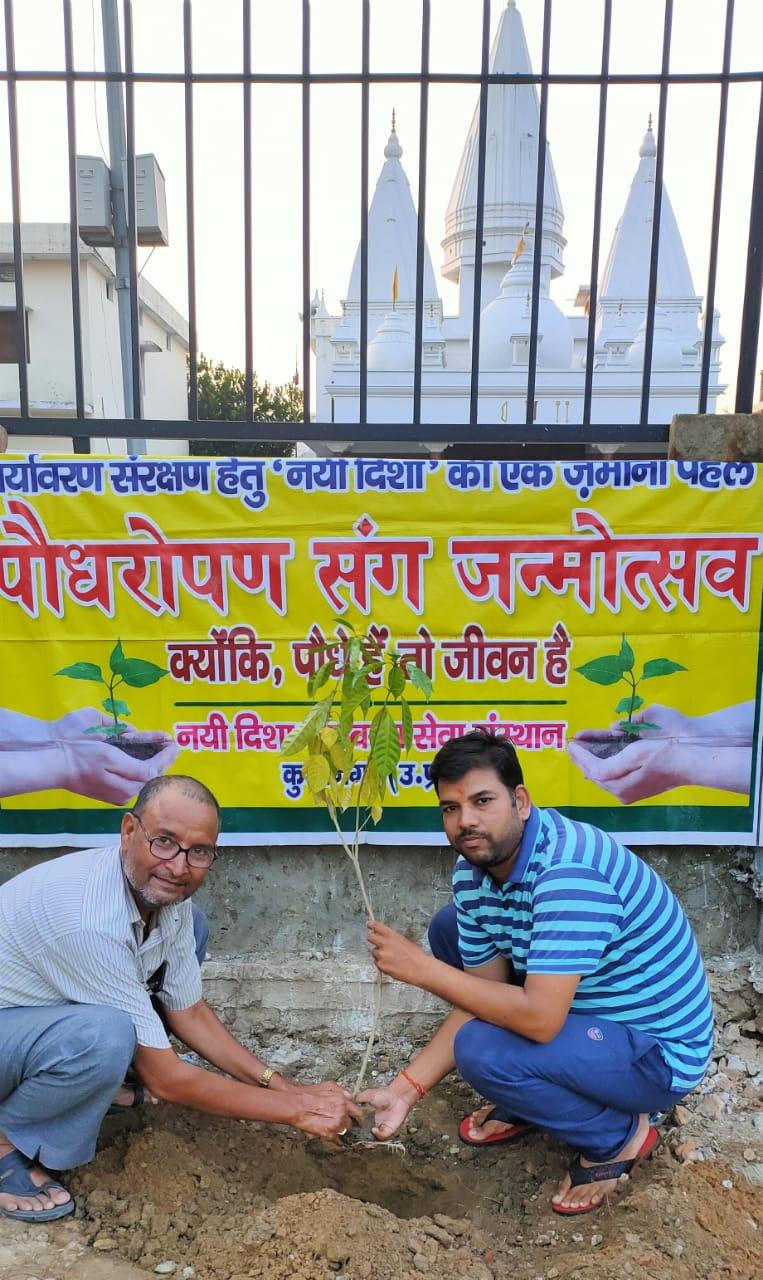 र्यावरण संरक्षण हेतु 'नयी दिशा' की एक ज़मीनी पहल
पौधरोपण संग जन्मोत्सव
क्योंकि, पौधे हैं तो जीवन है
नयी दिशा सेवा संस्थान